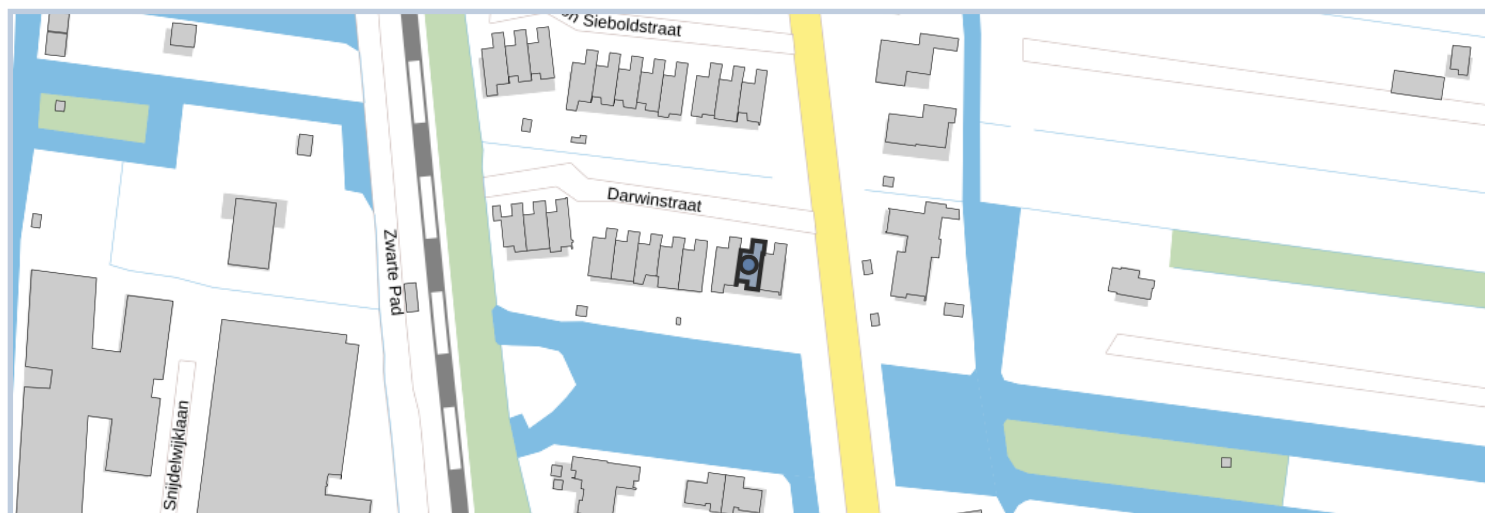 Sieboldstraat
Darwinstraat
Zwarte Pad
Snijdelwijklaan